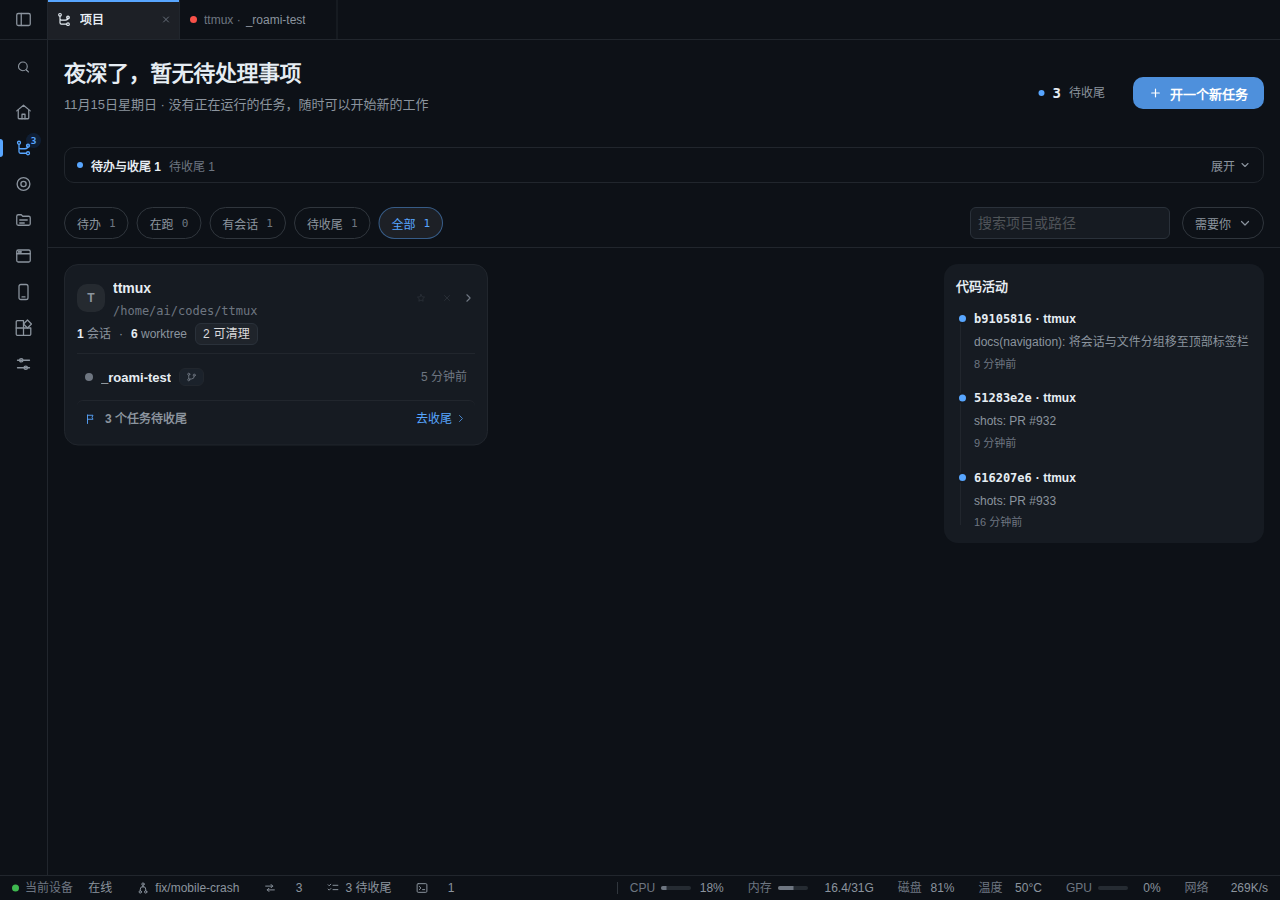 项目 ×
ttmux · _roami-test
夜深了，暂无待处理事项
11月15日星期日 · 没有正在运行的任务，随时可以开始新的工作
3 待收尾
开一个新任务
3
待办与收尾 1 待收尾 1
展开
待办 1
在跑 0
有会话 1
待收尾 1
全部 1
搜索项目或路径
需要你
T
ttmux
/home/ai/codes/ttmux
1 会话 · 6 worktree 2 可清理
_roami-test
5 分钟前
3 个任务待收尾
去收尾
代码活动
b9105816 · ttmux
docs(navigation): 将会话与文件分组移至顶部标签栏
8 分钟前
51283e2e · ttmux
shots: PR #932
9 分钟前
616207e6 · ttmux
shots: PR #933
16 分钟前
当前设备 在线 fix/mobile-crash 3 3 待收尾 1 CPU 18% 内存 16.4/31G 磁盘 81% 温度 50°C GPU 0% 网络 269K/s